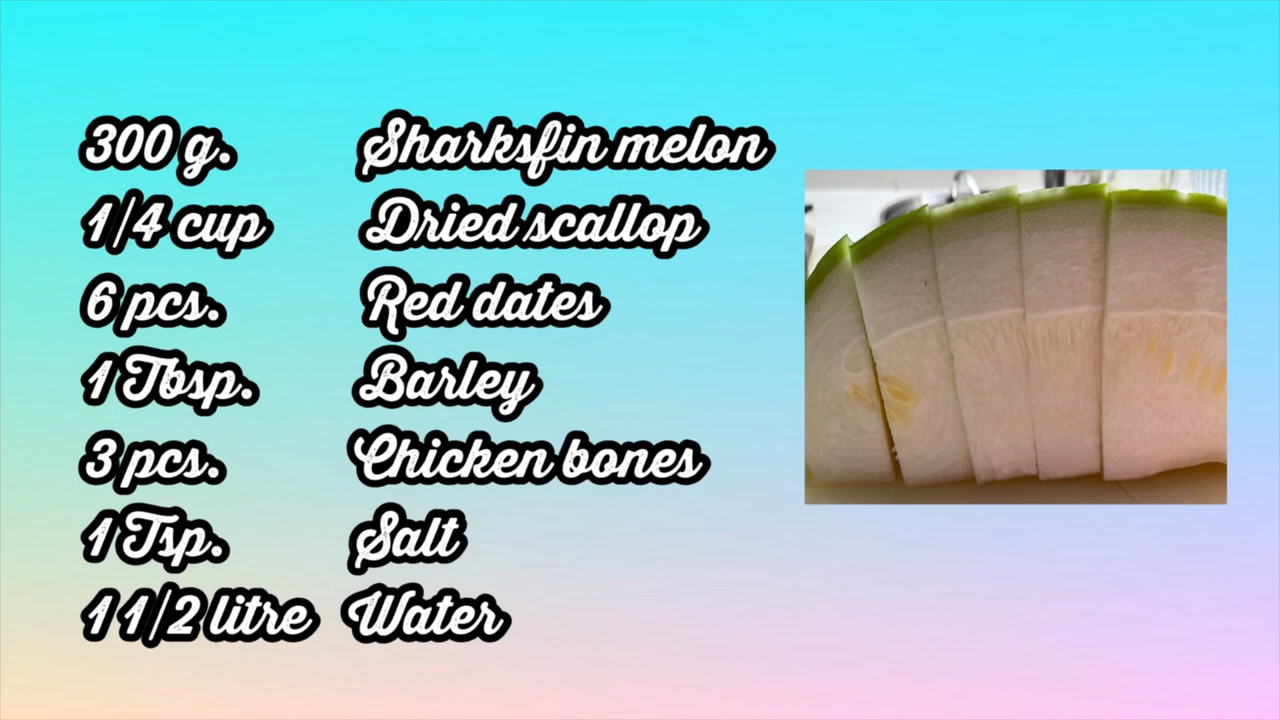 300 g. Sharksfin melon
1/4 cup Dried scallop
6 pcs. Red dates
1 Tbsp. Barley
3 pcs. Chicken bones
1 Tsp. Salt
1 1/2 litre Water